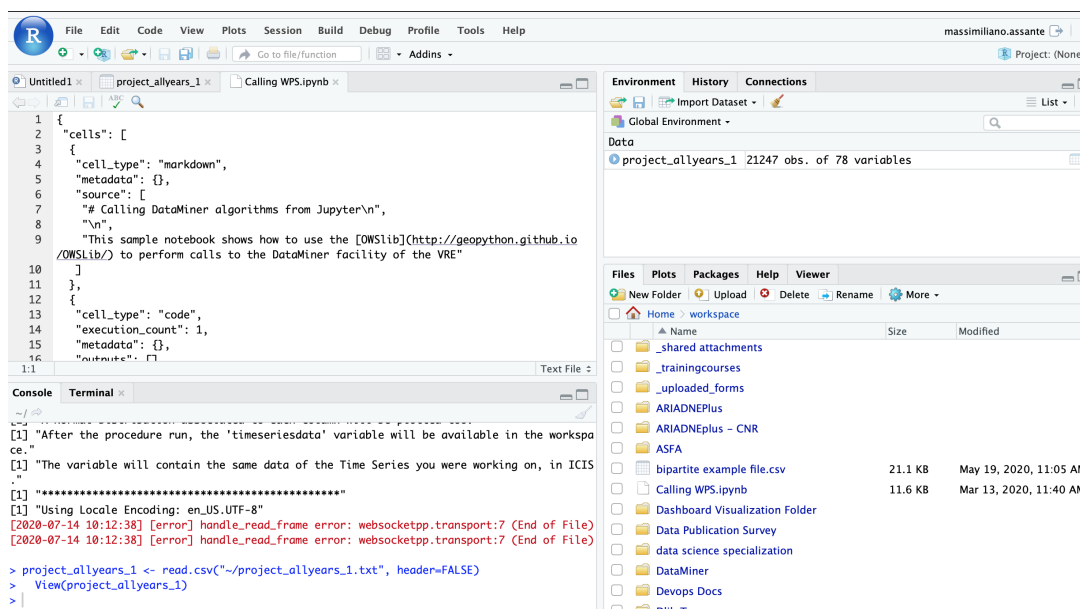 R
File Edit Code View Plots Session Build Debug Profile Tools Help
massimiliano.assante
Go to file/function
Addins
R Project: (None
Untitled1 × project_allyears_1 × Calling WPS.ipynb ×
ABC
1 {
2 "cells": [
3 {
4 "cell_type": "markdown",
5 "metadata": {},
6 "source": [
7 "# Calling DataMiner algorithms from Jupyter\n",
8 "\n",
9 "This sample notebook shows how to use the [OWSlib](http://geopython.github.io
/OWSLib/) to perform calls to the DataMiner facility of the VRE"
10 ]
11 },
12 {
13 "cell_type": "code",
14 "execution_count": 1,
15 "metadata": {},
16 "outputs": []
1:1 Text File
Console Terminal ×
~/
[1] "After the procedure run, the 'timeseriesdata' variable will be available in the workspa
ce."
[1] "The variable will contain the same data of the Time Series you were working on, in ICIS
."
[1] "************************************************"
[1] "Using Locale Encoding: en_US.UTF-8"
[2020-07-14 10:12:38] [error] handle_read_frame error: websocketpp.transport:7 (End of File)
[2020-07-14 10:12:38] [error] handle_read_frame error: websocketpp.transport:7 (End of File)
> project_allyears_1 <- read.csv("~/project_allyears_1.txt", header=FALSE)
> View(project_allyears_1)
>
Environment History Connections
Import Dataset List
Global Environment
Data
project_allyears_1 21247 obs. of 78 variables
Files Plots Packages Help Viewer
New Folder Upload Delete Rename More
Home > workspace
Name Size Modified
_shared attachments
_trainingcourses
_uploaded_forms
ARIADNEPlus
ARIADNEplus - CNR
ASFA
bipartite example file.csv 21.1 KB May 19, 2020, 11:05 AM
Calling WPS.ipynb 11.6 KB Mar 13, 2020, 11:40 AM
Dashboard Visualization Folder
Data Publication Survey
data science specialization
DataMiner
Devops Docs